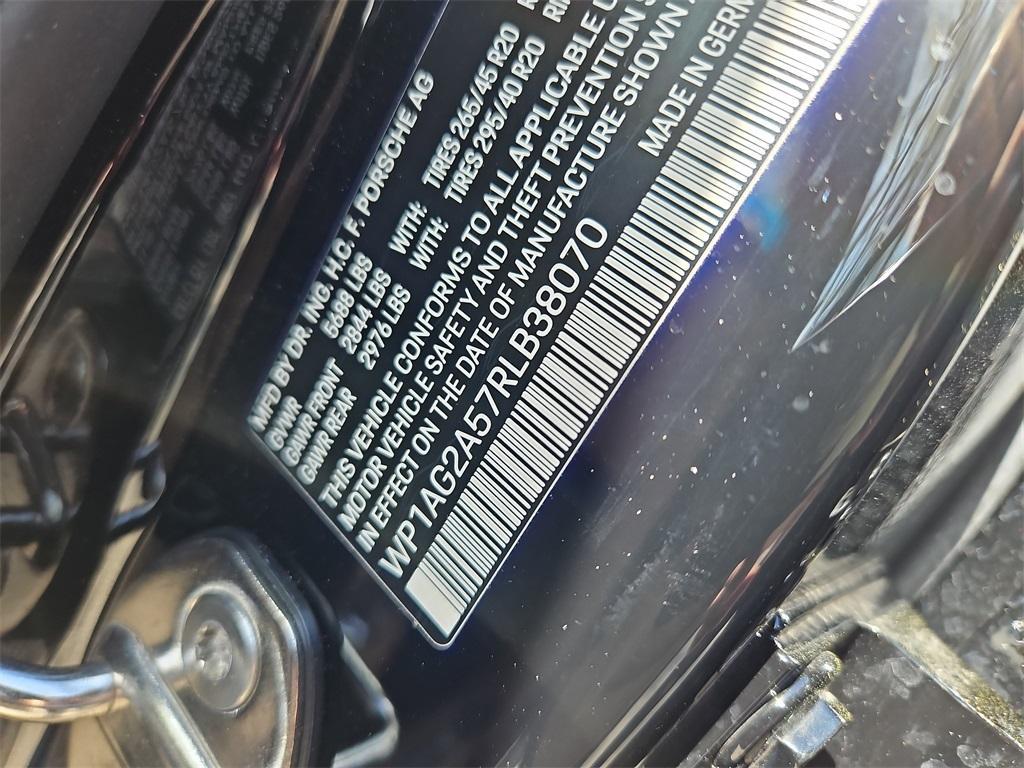 MFD BY DR. ING. H.C. F. PORSCHE AG
GVWR 5688 LBS
GAWR FRONT 2844 LBS WITH: TIRES 265/45 R20
GAWR REAR 2976 LBS WITH: TIRES 295/40 R20
THIS VEHICLE CONFORMS TO ALL APPLICABLE
MOTOR VEHICLE SAFETY AND THEFT PREVENTION
IN EFFECT ON THE DATE OF MANUFACTURE SHOWN
WP1AG2A57RLB38070
MADE IN GERM